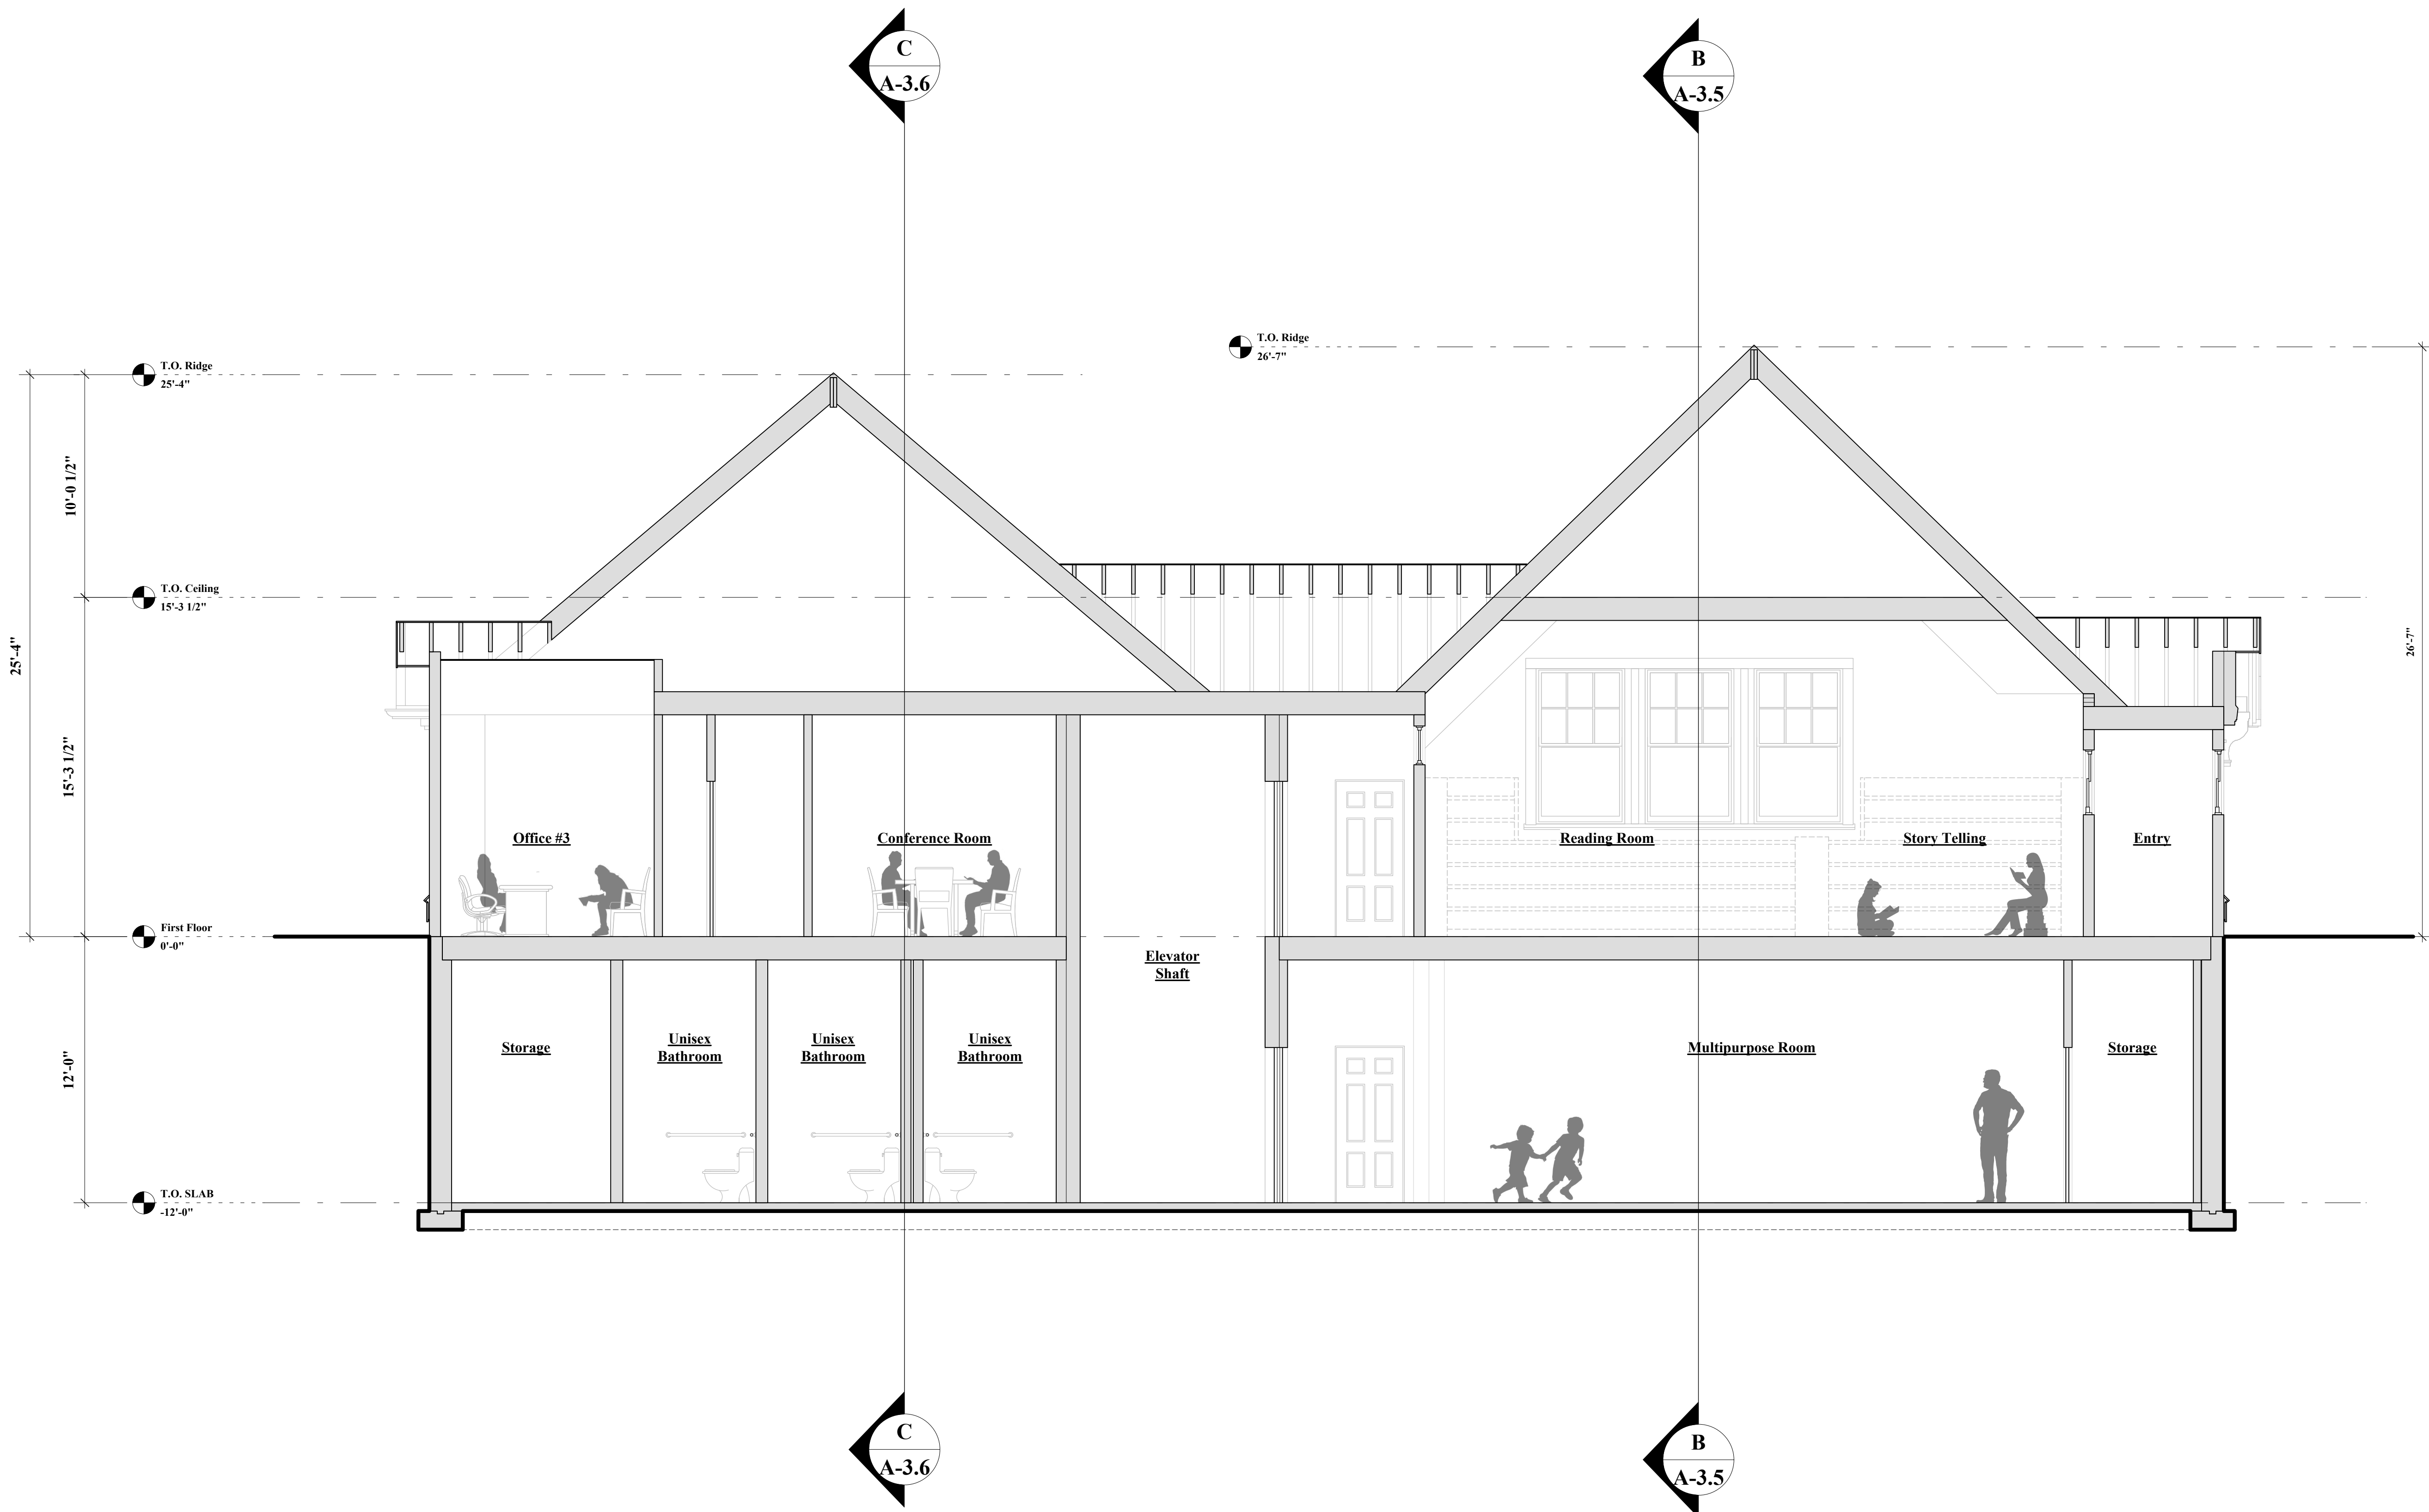 C
A-3.6
B
A-3.5
T.O. Ridge
26'-7"
T.O. Ridge
25'-4"
10'-0 1/2"
T.O. Ceiling
15'-3 1/2"
25'-4"
26'-7"
15'-3 1/2"
Office #3
Conference Room
Reading Room
Story Telling
Entry
First Floor
0'-0"
Elevator
Shaft
12'-0"
Storage
Unisex
Bathroom
Unisex
Bathroom
Unisex
Bathroom
Multipurpose Room
Storage
T.O. SLAB
-12'-0"
C
A-3.6
B
A-3.5